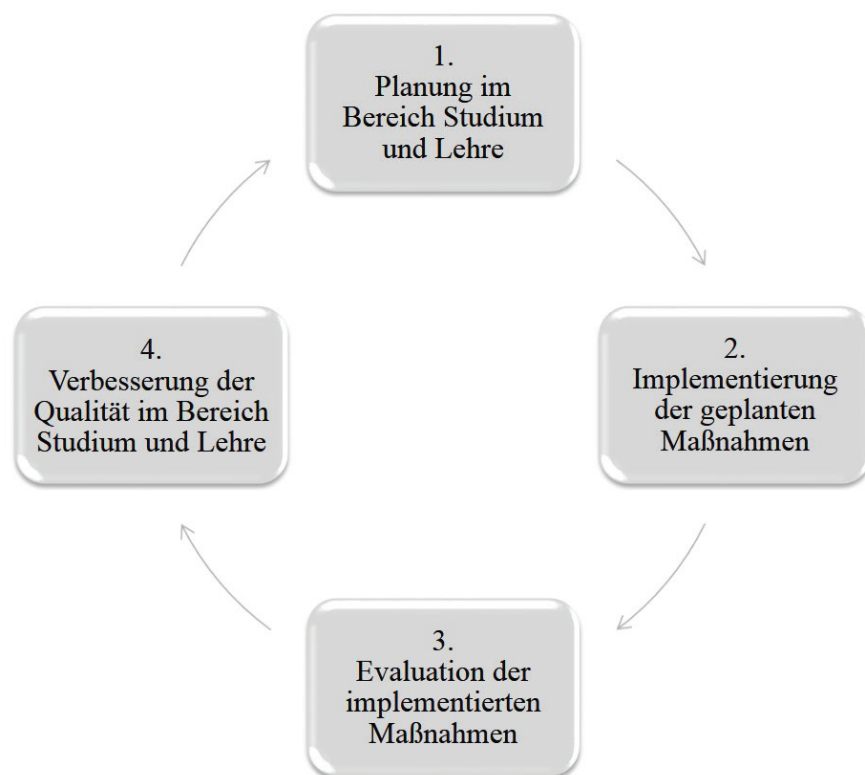 1.
Planung im
Bereich Studium
und Lehre
2.
Implementierung
der geplanten
Maßnahmen
3.
Evaluation der
implementierten
Maßnahmen
4.
Verbesserung der
Qualität im Bereich
Studium und Lehre